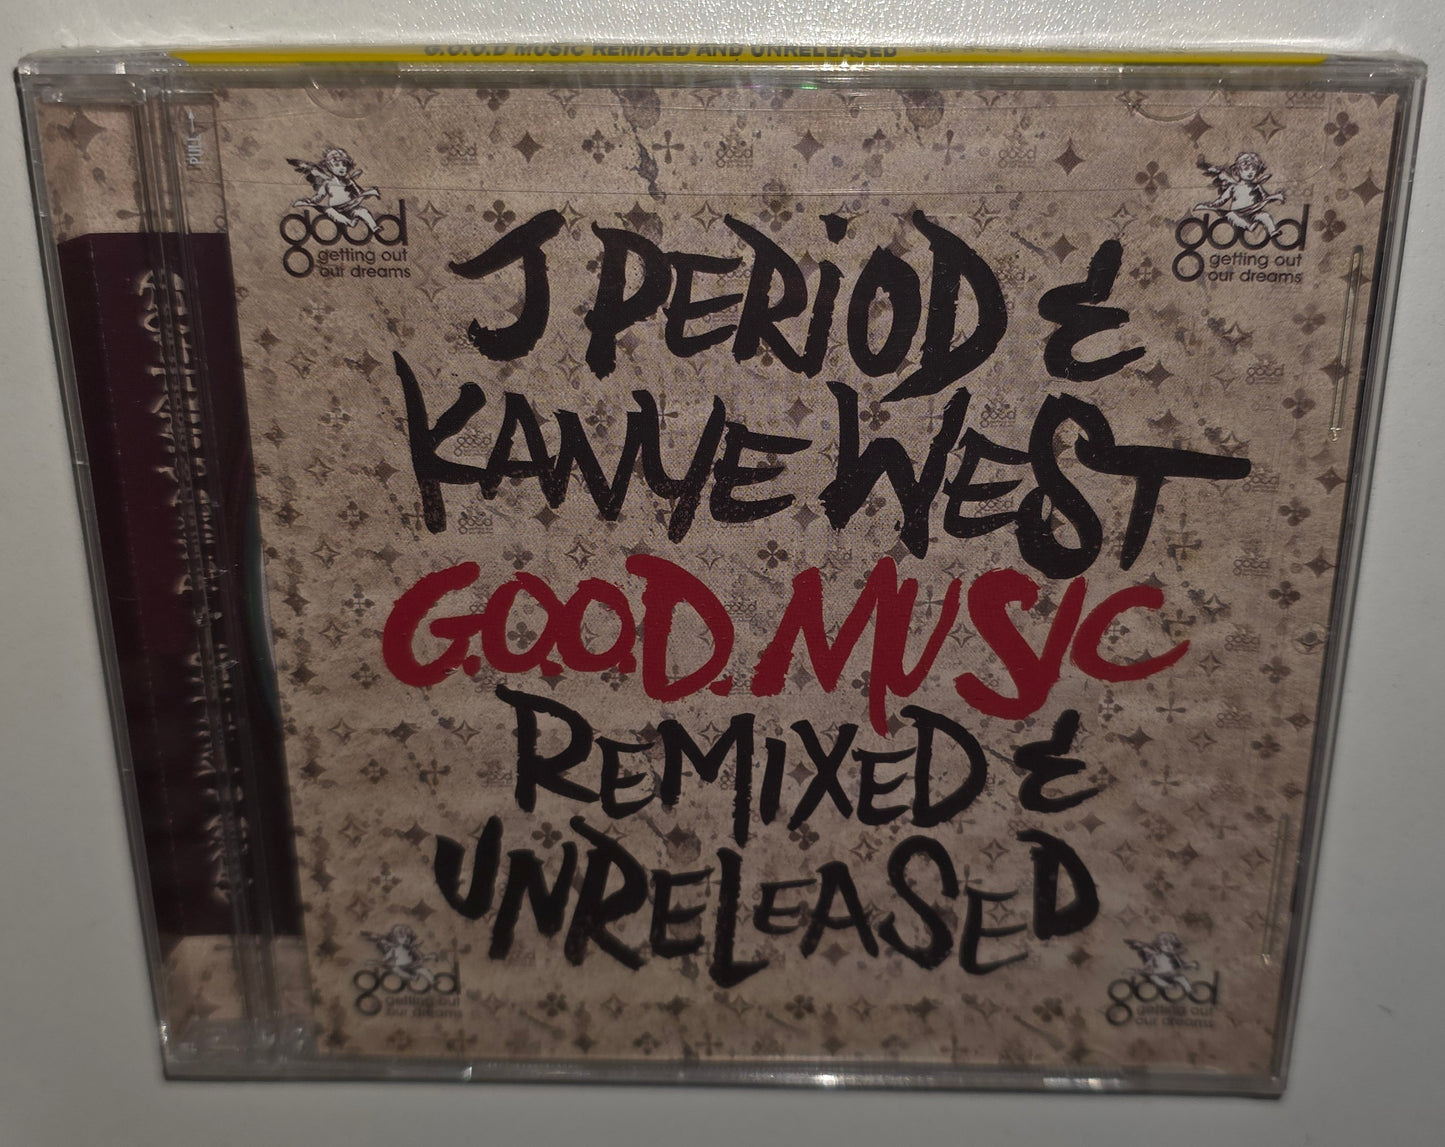 G.O.O.D MUSIC REMIXED AND UNRELEASED
PULL
good
getting out
our dreams
good
getting out
our dreams
J PERiOD &
KANYE WEST
G.O.O.D. MUSIC
REMIXED &
UNRELEASED
good
getting out
our dreams
good
getting out
our dreams